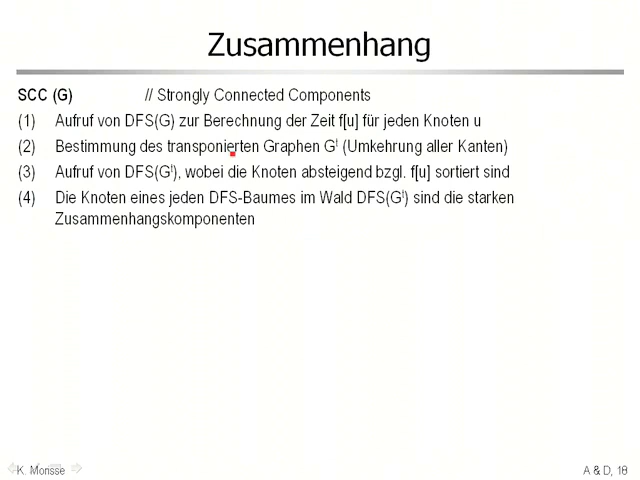 Zusammenhang
SCC (G) // Strongly Connected Components
(1) Aufruf von DFS(G) zur Berechnung der Zeit f[u] für jeden Knoten u
(2) Bestimmung des transponierten Graphen Gᵗ (Umkehrung aller Kanten)
(3) Aufruf von DFS(Gᵗ), wobei die Knoten absteigend bzgl. f[u] sortiert sind
(4) Die Knoten eines jeden DFS-Baumes im Wald DFS(Gᵗ) sind die starken
Zusammenhangskomponenten
K. Morisse A & D, 18